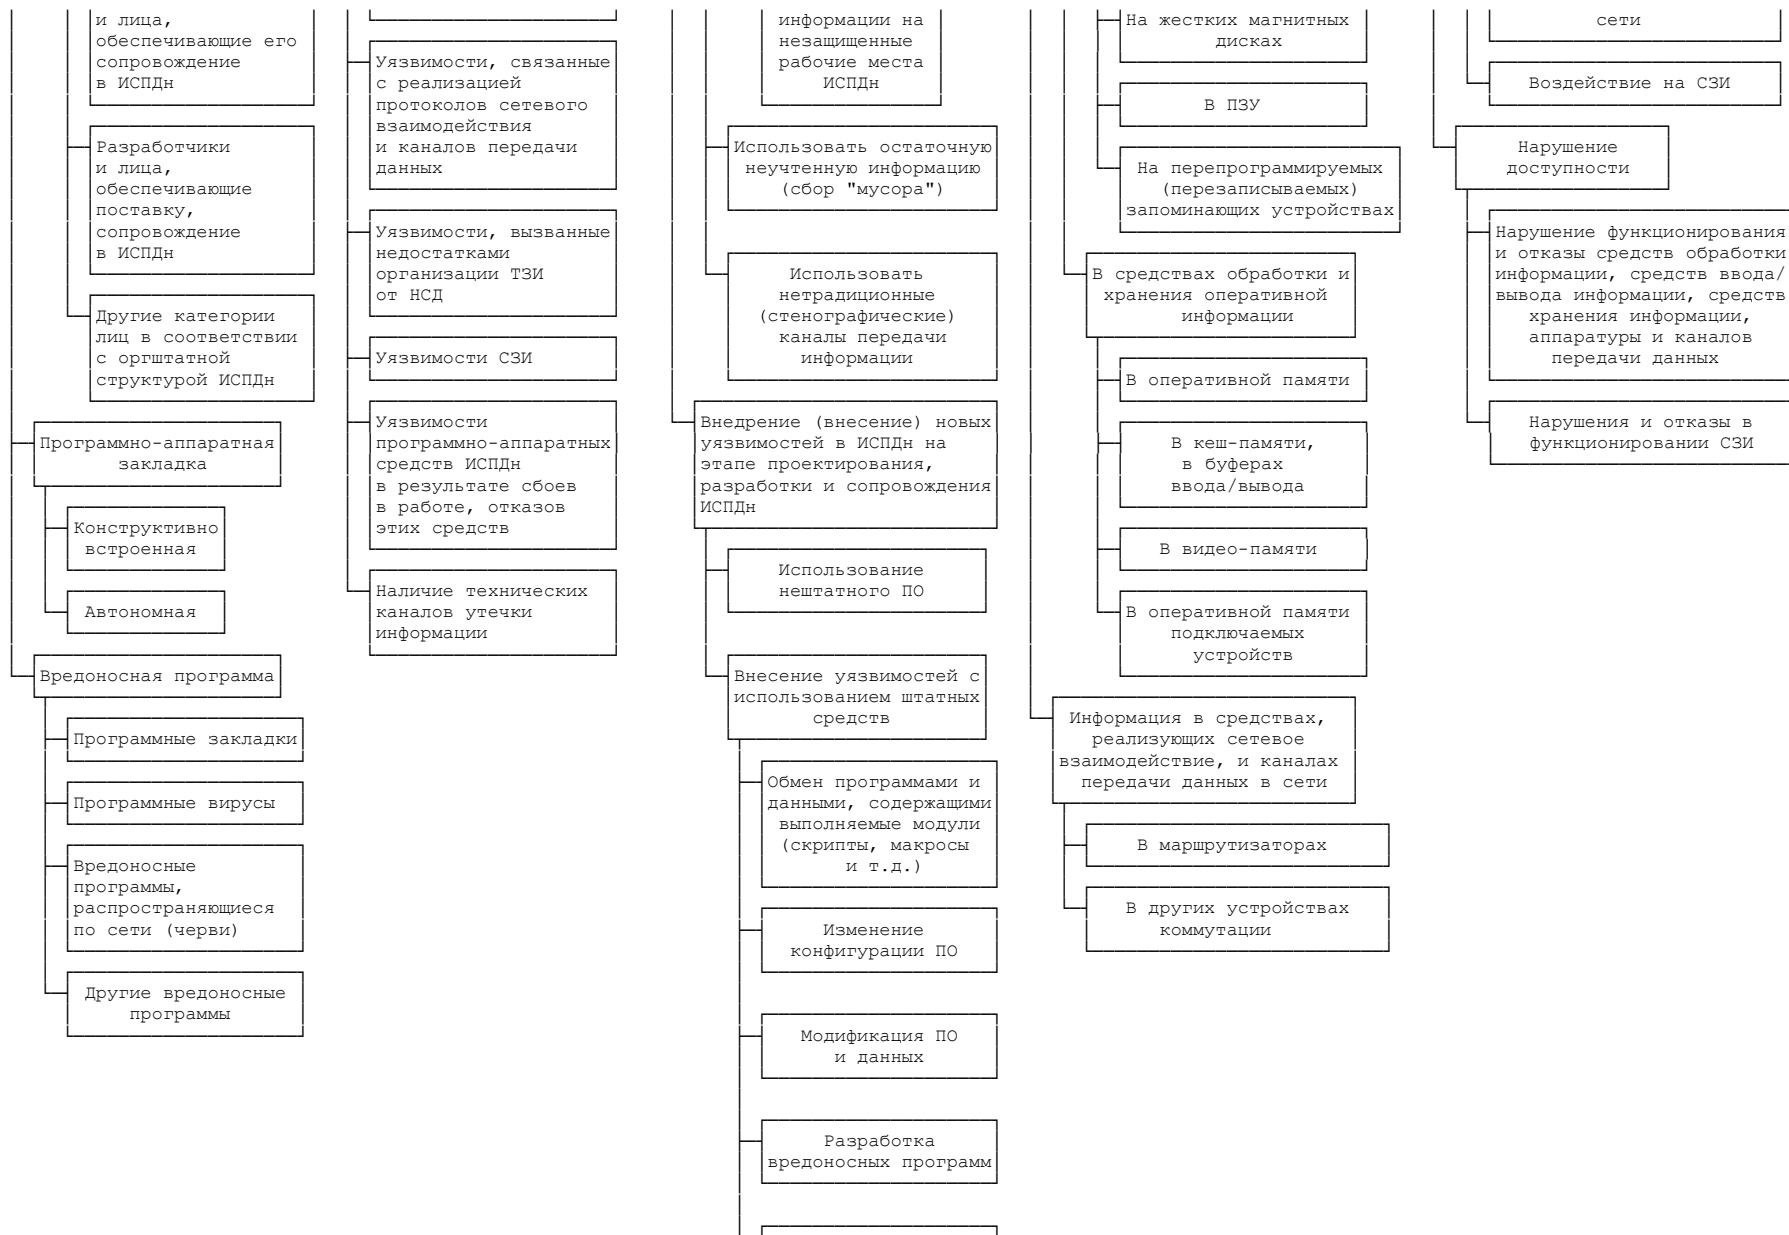 и лица,
обеспечивающие его
сопровождение
в ИСПДн
Разработчики
и лица,
обеспечивающие
поставку,
сопровождение
в ИСПДн
Другие категории
лиц в соответствии
с оргштатной
структурой ИСПДн
Программно-аппаратная
закладка
Конструктивно
встроенная
Автономная
Вредоносная программа
Программные закладки
Программные вирусы
Вредоносные
программы,
распространяющиеся
по сети (черви)
Другие вредоносные
программы
Уязвимости, связанные
с реализацией
протоколов сетевого
взаимодействия
и каналов передачи
данных
Уязвимости, вызванные
недостатками
организации ТЗИ
от НСД
Уязвимости СЗИ
Уязвимости
программно-аппаратных
средств ИСПДн
в результате сбоев
в работе, отказов
этих средств
Наличие технических
каналов утечки
информации
информации на
незащищенные
рабочие места
ИСПДн
Использовать остаточную
неучтенную информацию
(сбор "мусора")
Использовать
нетрадиционные
(стенографические)
каналы передачи
информации
Внедрение (внесение) новых
уязвимостей в ИСПДн на
этапе проектирования,
разработки и сопровождения
ИСПДн
Использование
нештатного ПО
Внесение уязвимостей с
использованием штатных
средств
Обмен программами и
данными, содержащими
выполняемые модули
(скрипты, макросы
и т.д.)
Изменение
конфигурации ПО
Модификация ПО
и данных
Разработка
вредоносных программ
На жестких магнитных
дисках
В ПЗУ
На перепрограммируемых
(перезаписываемых)
запоминающих устройствах
В средствах обработки и
хранения оперативной
информации
В оперативной памяти
В кеш-памяти,
в буферах
ввода/вывода
В видео-памяти
В оперативной памяти
подключаемых
устройств
Информация в средствах,
реализующих сетевое
взаимодействие, и каналах
передачи данных в сети
В маршрутизаторах
В других устройствах
коммутации
сети
Воздействие на СЗИ
Нарушение
доступности
Нарушение функционирования
и отказы средств обработки
информации, средств ввода/
вывода информации, средств
хранения информации,
аппаратуры и каналов
передачи данных
Нарушения и отказы в
функционировании СЗИ